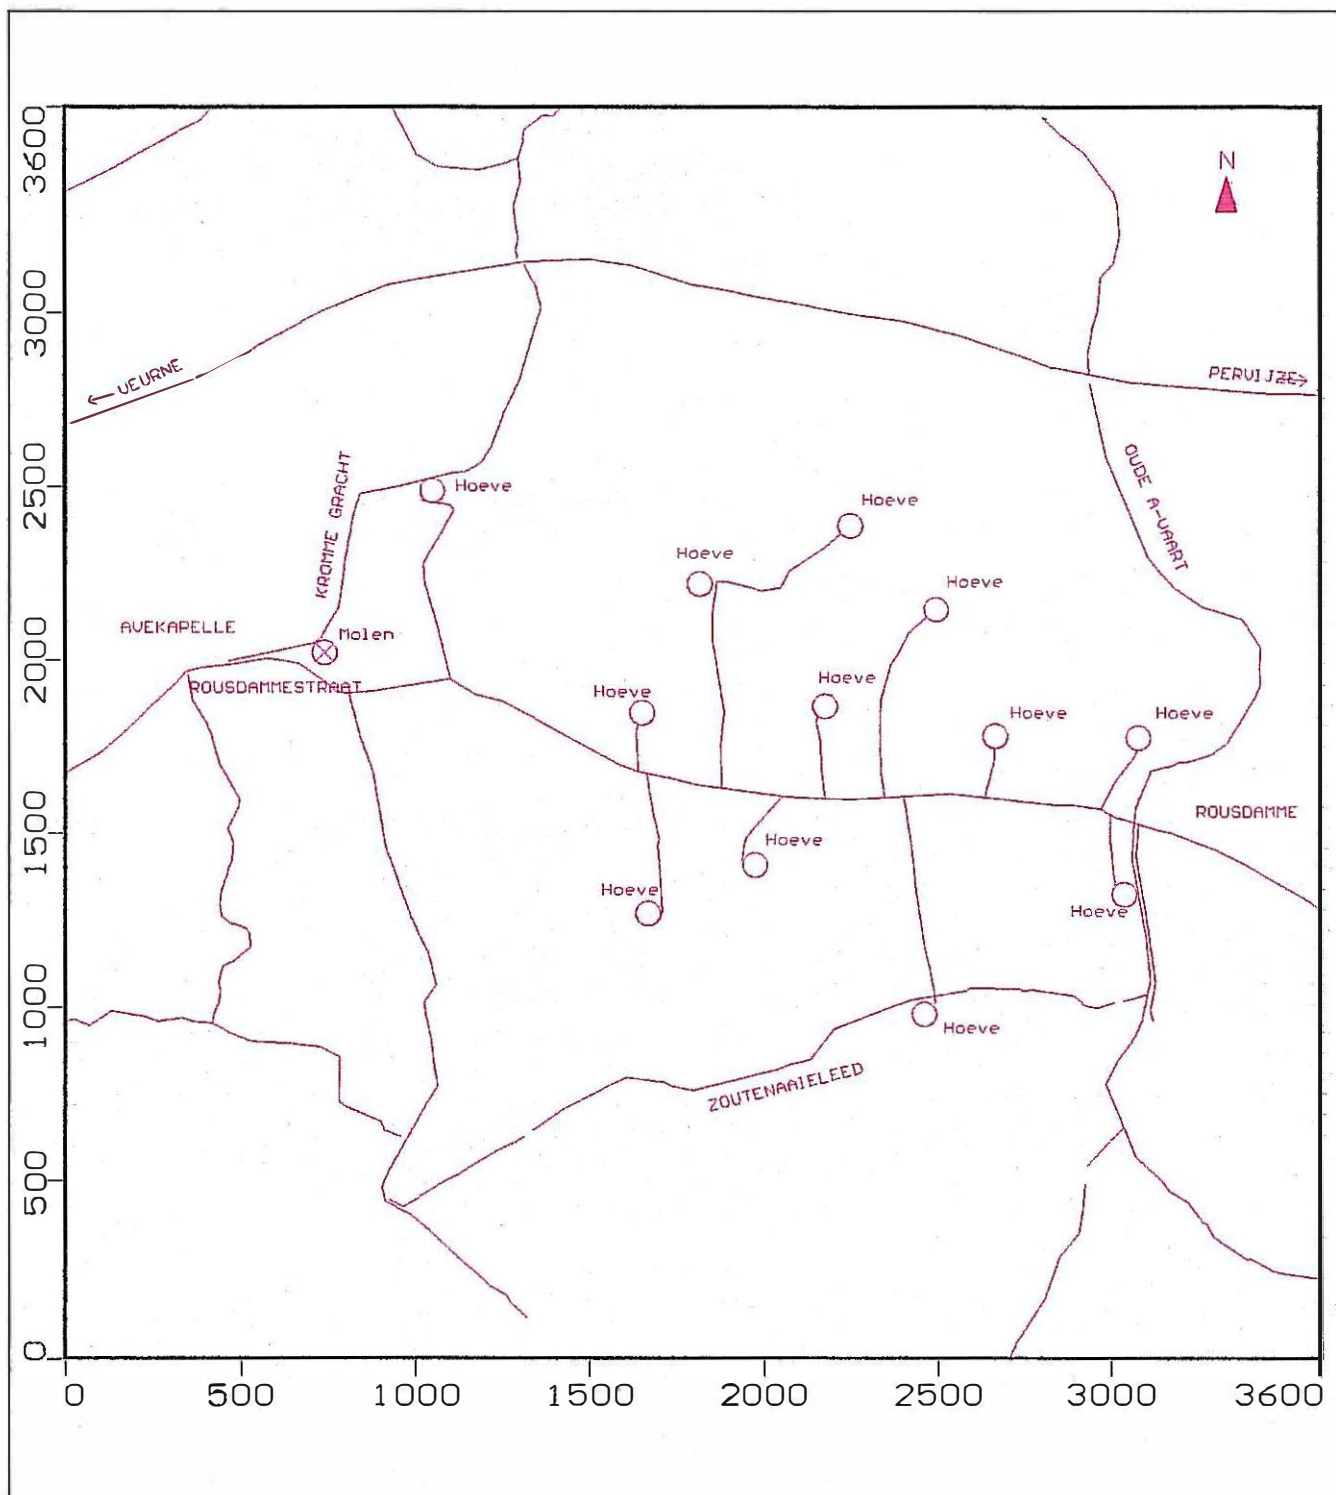 N
3600
3000
2500
2000
1500
1000
500
0
← VEURNE
PERVIJZE→
KROMME GRACHT
OUDE A-VAART
Hoeve
Hoeve
Hoeve
Hoeve
AVEKAPELLE
Molen
ROUSDAMMESTRAAT
Hoeve
Hoeve
Hoeve
Hoeve
ROUSDAMME
Hoeve
Hoeve
Hoeve
Hoeve
ZOUTENAAIELEED
0 500 1000 1500 2000 2500 3000 3600